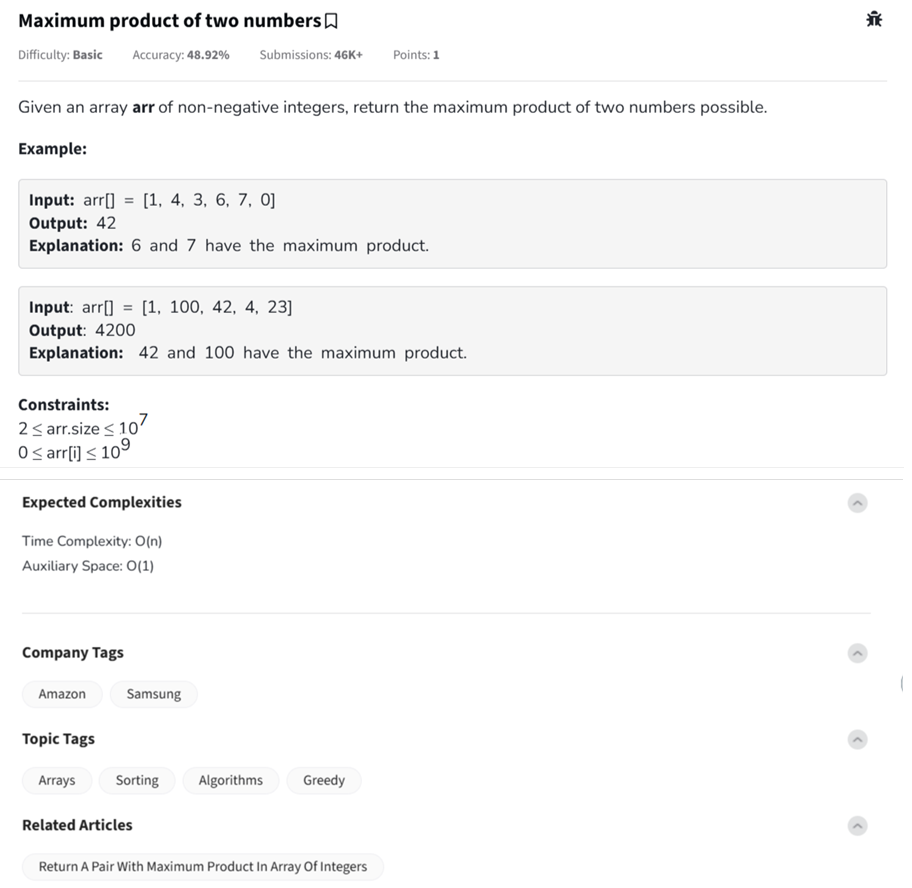 Maximum product of two numbers
Difficulty: Basic Accuracy: 48.92% Submissions: 46K+ Points: 1
Given an array arr of non-negative integers, return the maximum product of two numbers possible.
Example:
Input: arr[] = [1, 4, 3, 6, 7, 0]
Output: 42
Explanation: 6 and 7 have the maximum product.
Input: arr[] = [1, 100, 42, 4, 23]
Output: 4200
Explanation: 42 and 100 have the maximum product.
Constraints:
2 ≤ arr.size ≤ 10^7
0 ≤ arr[i] ≤ 10^9
Expected Complexities
Time Complexity: O(n)
Auxiliary Space: O(1)
Company Tags
Amazon Samsung
Topic Tags
Arrays Sorting Algorithms Greedy
Related Articles
Return A Pair With Maximum Product In Array Of Integers